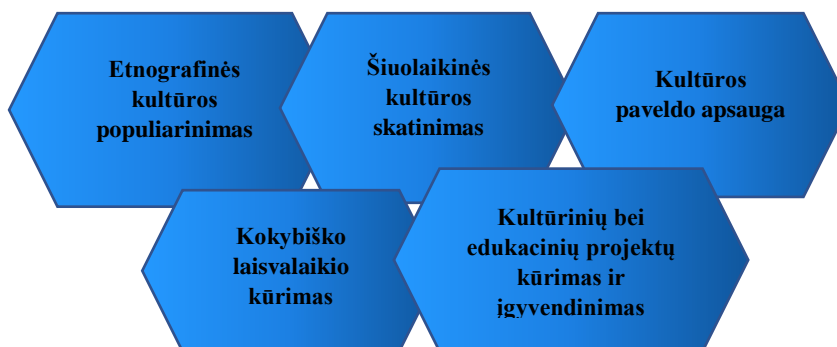 Etnografinės
kultūros
populiarinimas
Šiuolaikinės
kultūros
skatinimas
Kultūros
paveldo apsauga
Kokybiško
laisvalaikio
kūrimas
Kultūrinių bei
edukacinių projektų
kūrimas ir
įgyvendinimas